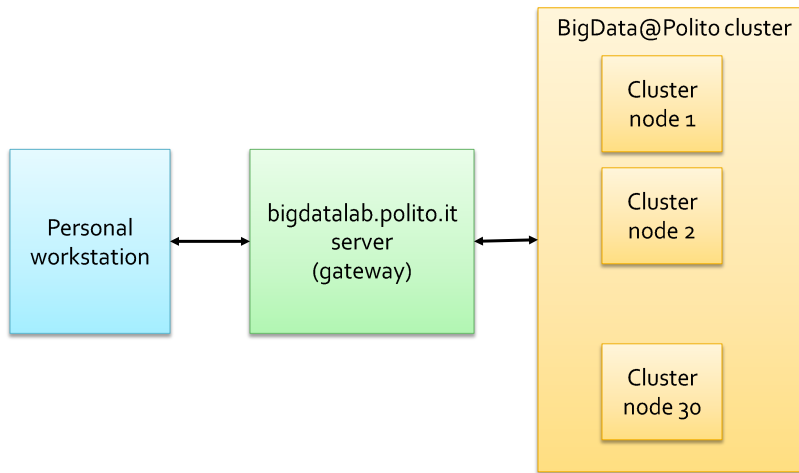 Personal
workstation
bigdatalab.polito.it
server
(gateway)
BigData@Polito cluster
Cluster
node 1
Cluster
node 2
Cluster
node 30